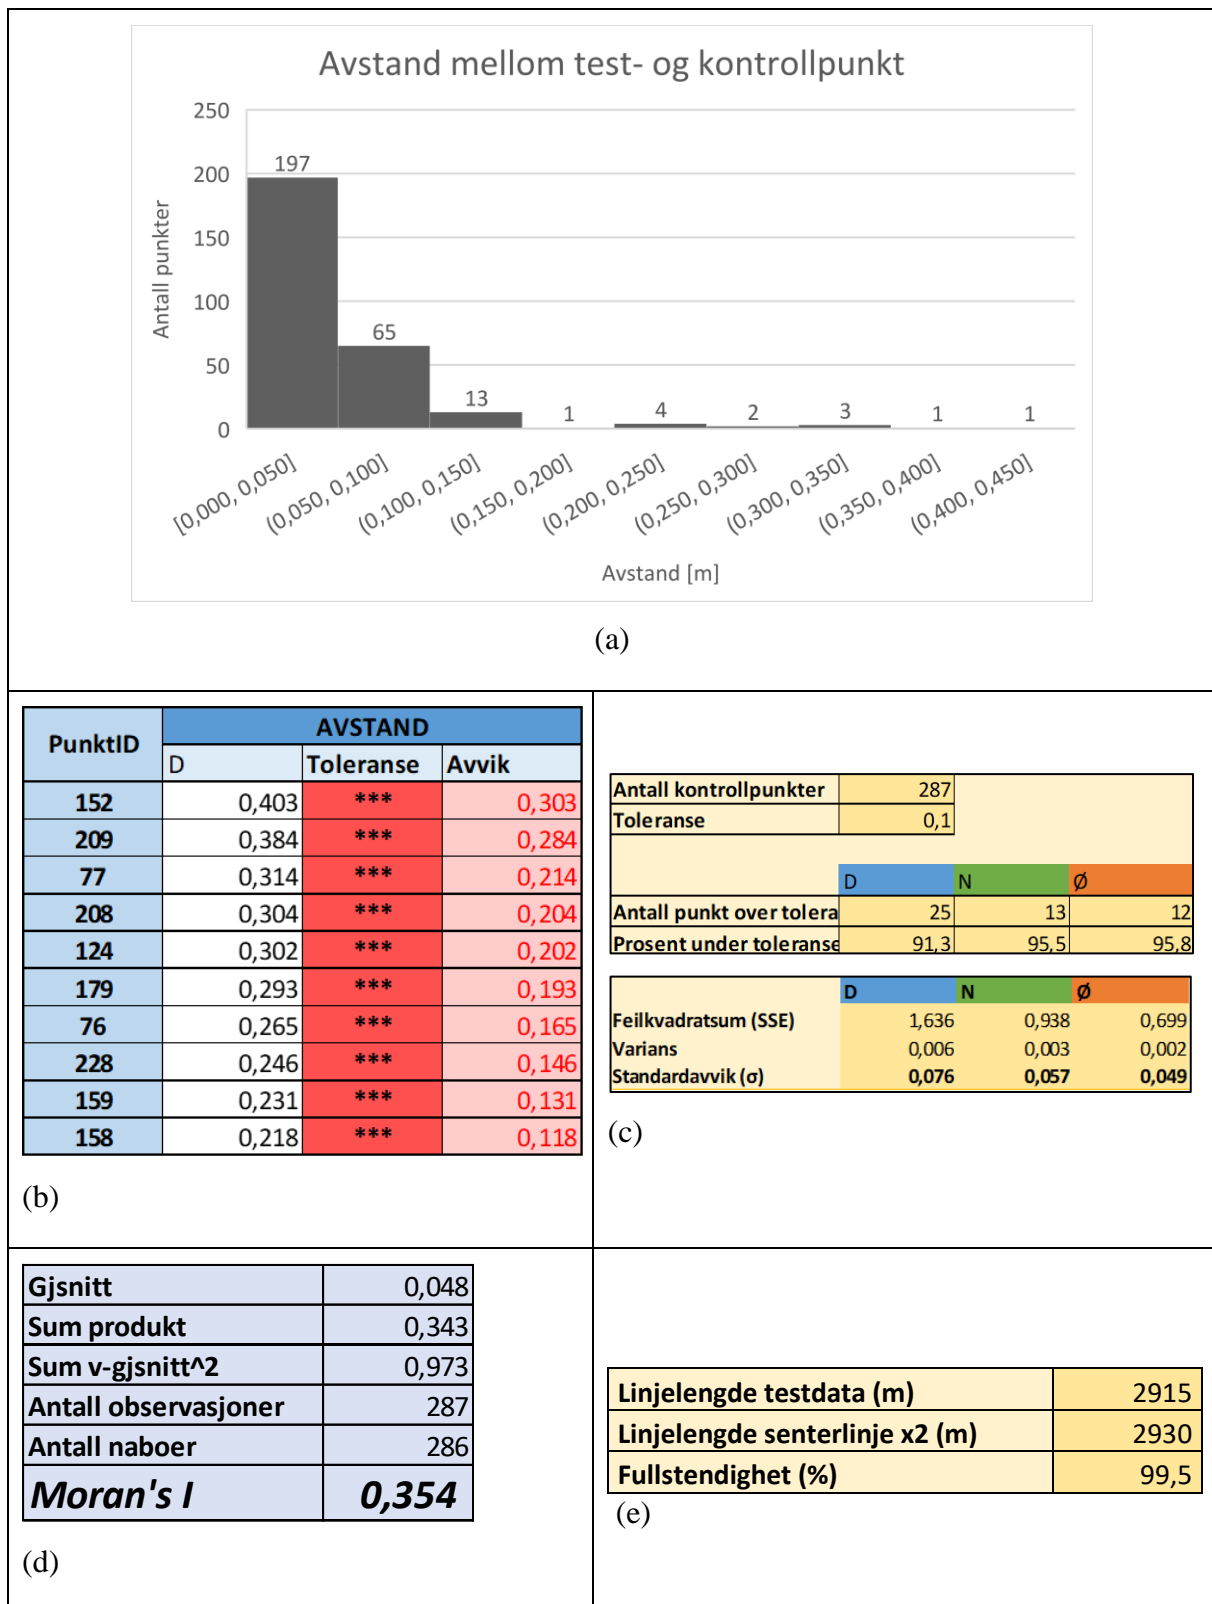 Avstand mellom test- og kontrollpunkt
250
200
150
100
50
0
Antall punkter
197
65
13
1
4
2
3
1
1
[0,000, 0,050]
(0,050, 0,100]
(0,100, 0,150]
(0,150, 0,200]
(0,200, 0,250]
(0,250, 0,300]
(0,300, 0,350]
(0,350, 0,400]
(0,400, 0,450]
Avstand [m]
(a)
PunktID AVSTAND
D Toleranse Avvik
152 0,403 *** 0,303
209 0,384 *** 0,284
77 0,314 *** 0,214
208 0,304 *** 0,204
124 0,302 *** 0,202
179 0,293 *** 0,193
76 0,265 *** 0,165
228 0,246 *** 0,146
159 0,231 *** 0,131
158 0,218 *** 0,118
(b)
Antall kontrollpunkter 287
Toleranse 0,1
D N Ø
Antall punkt over tolera 25 13 12
Prosent under toleranse 91,3 95,5 95,8
D N Ø
Feilkvadratsum (SSE) 1,636 0,938 0,699
Varians 0,006 0,003 0,002
Standardavvik (σ) 0,076 0,057 0,049
(c)
Gjsnitt 0,048
Sum produkt 0,343
Sum v-gjsnitt^2 0,973
Antall observasjoner 287
Antall naboer 286
Moran's I 0,354
(d)
Linjelengde testdata (m) 2915
Linjelengde senterlinje x2 (m) 2930
Fullstendighet (%) 99,5
(e)